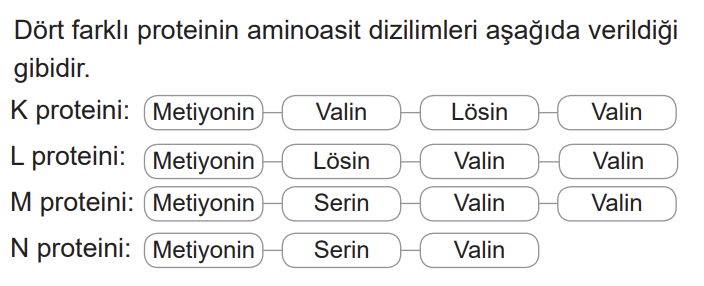 Dört farklı proteinin aminoasit dizilimleri aşağıda verildiği
gibidir.
K proteini: Metiyonin Valin Lösin Valin
L proteini: Metiyonin Lösin Valin Valin
M proteini: Metiyonin Serin Valin Valin
N proteini: Metiyonin Serin Valin